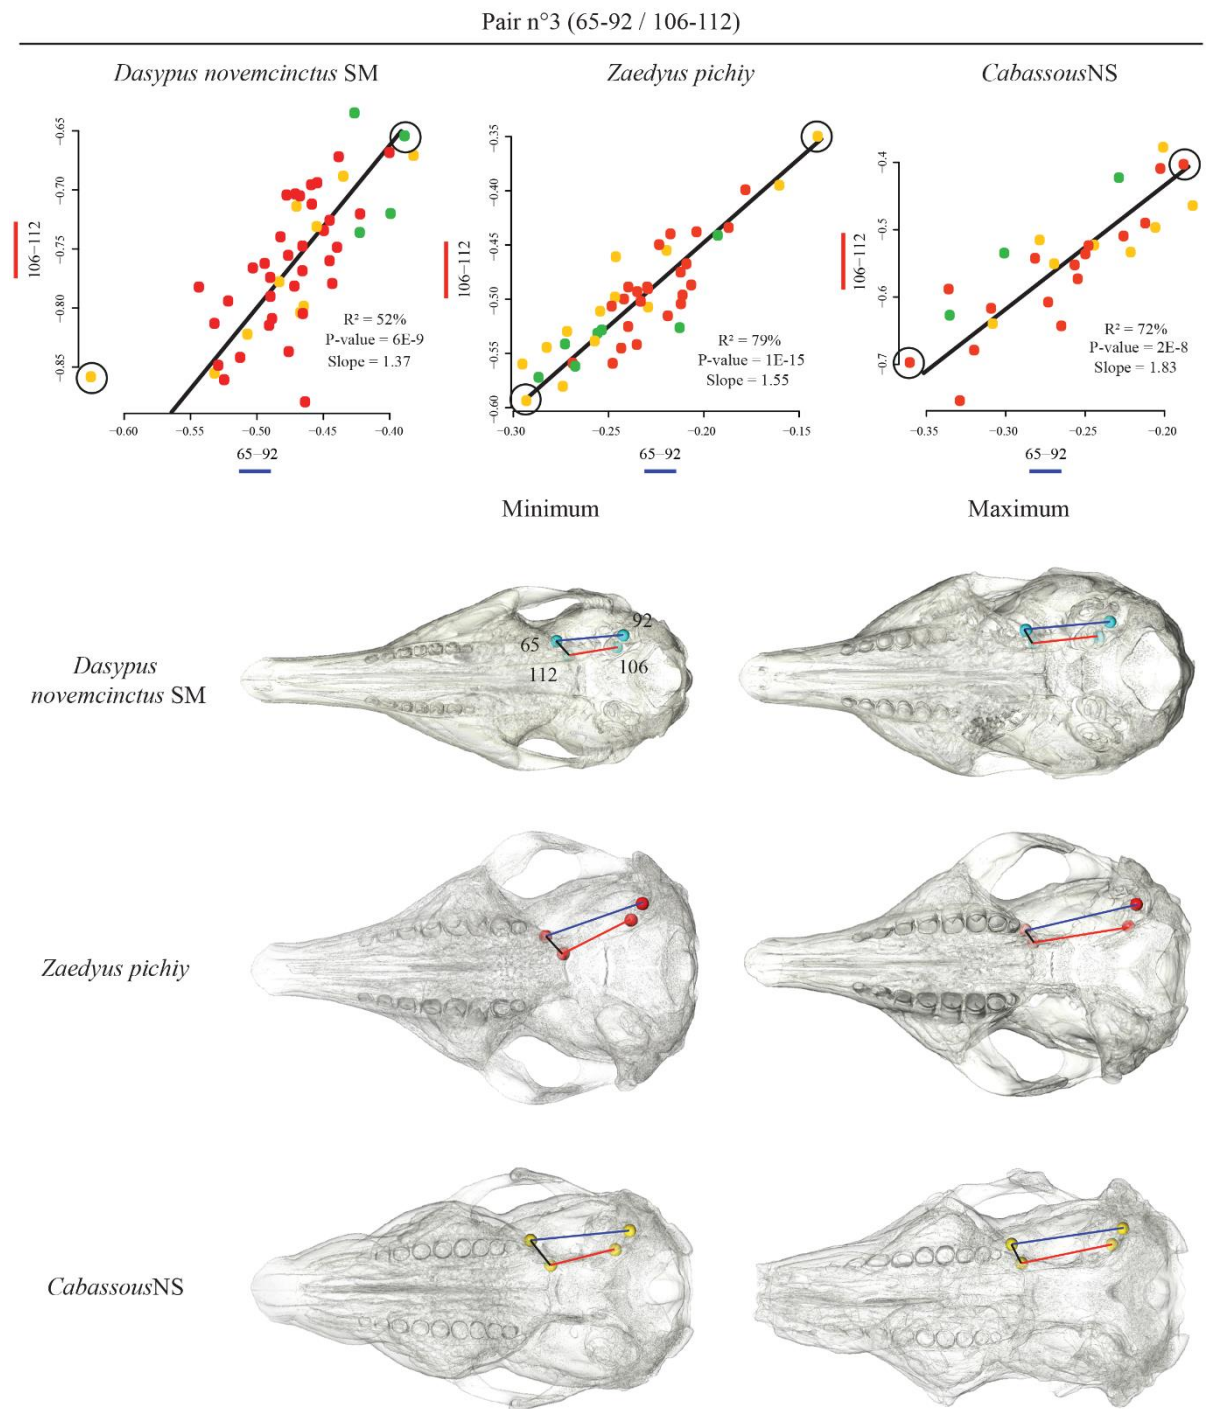 Pair n°3 (65-92 / 106-112)
Dasypus novemcinctus SM
Zaedyus pichiy
CabassousNS
−0.65
−0.70
−0.75
−0.80
−0.85
106−112
R² = 52%
P-value = 6E-9
Slope = 1.37
−0.60
−0.55
−0.50
−0.45
−0.40
65−92
−0.35
−0.40
−0.45
−0.50
−0.55
−0.60
106−112
R² = 79%
P-value = 1E-15
Slope = 1.55
−0.30
−0.25
−0.20
−0.15
65−92
−0.4
−0.5
−0.6
−0.7
106−112
R² = 72%
P-value = 2E-8
Slope = 1.83
−0.35
−0.30
−0.25
−0.20
65−92
Minimum
Maximum
Dasypus
novemcinctus SM
92
65
112
106
Zaedyus pichiy
CabassousNS